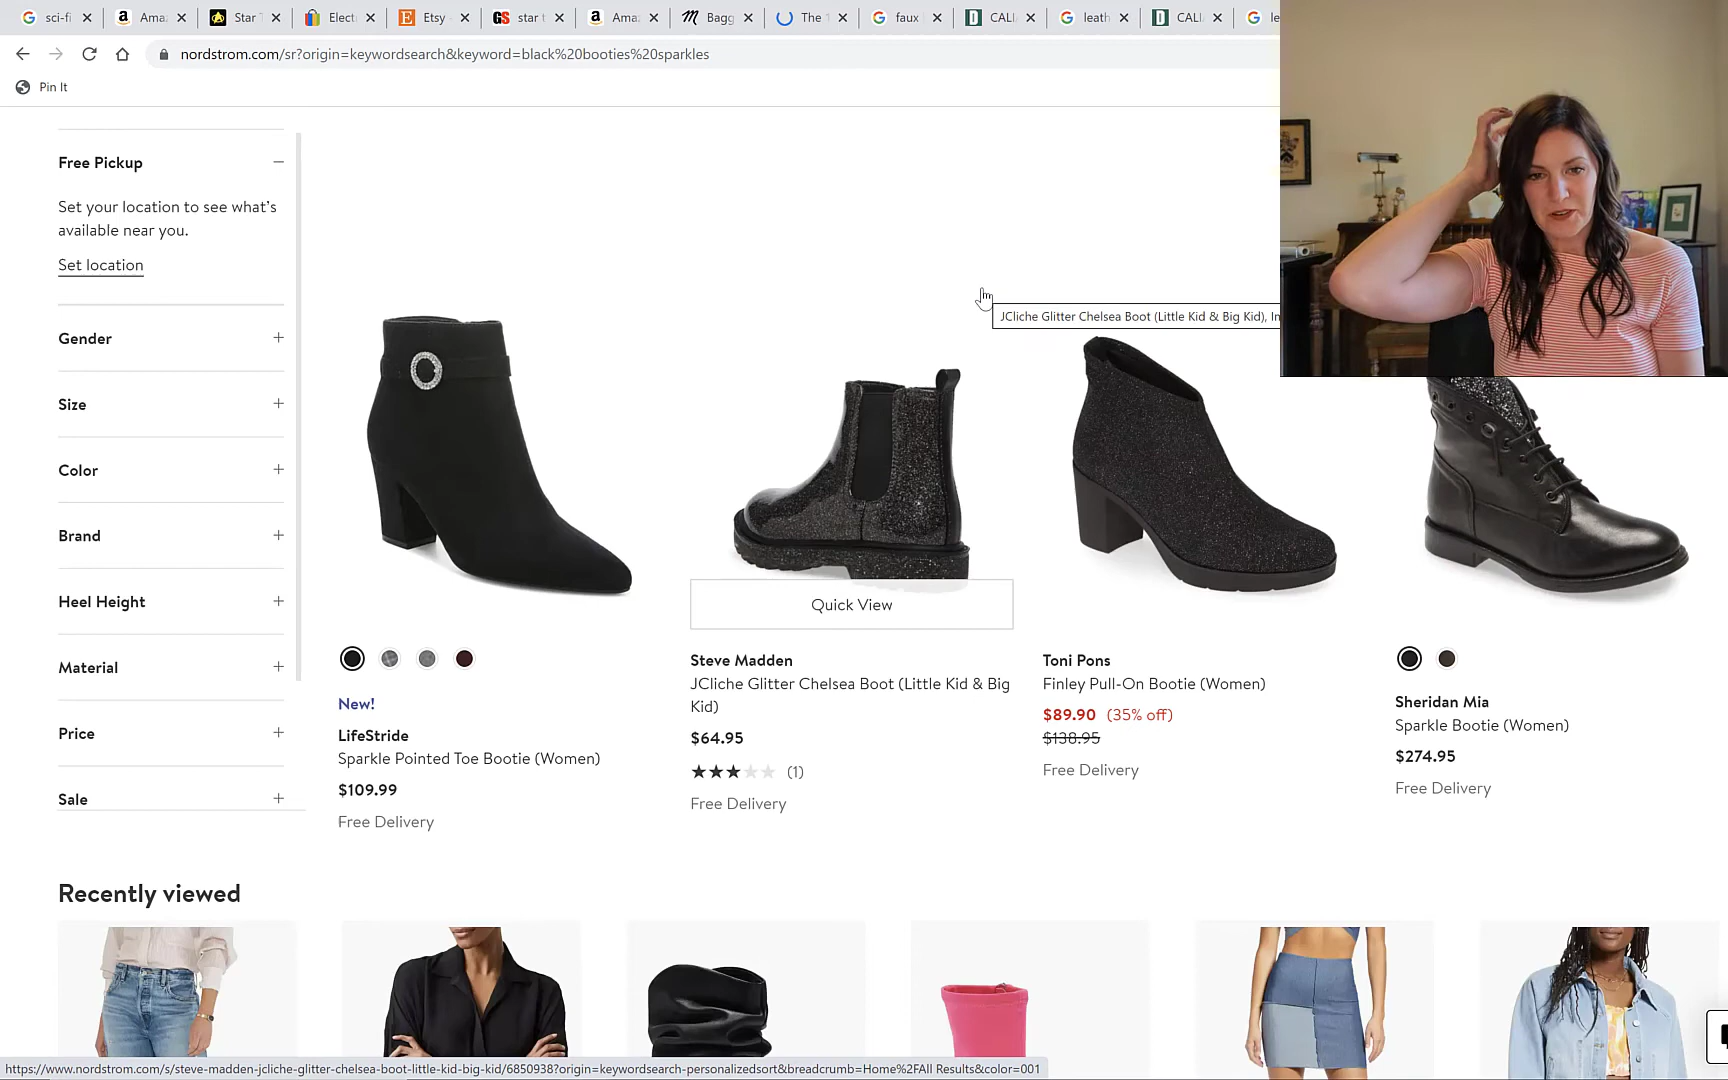 sci-fi
Ama:
Star
Elect
Etsy
star t
Ama:
Bagg
The
faux
CALI
leath
CALI
le
nordstrom.com/sr?origin=keywordsearch&keyword=black%20booties%20sparkles
Pin It
Free Pickup
Set your location to see what's
available near you.
Set location
Gender
Size
Color
Brand
Heel Height
Material
Price
Sale
JCliche Glitter Chelsea Boot (Little Kid & Big Kid), In
Quick View
New!
LifeStride
Sparkle Pointed Toe Bootie (Women)
$109.99
Free Delivery
Steve Madden
JCliche Glitter Chelsea Boot (Little Kid & Big
Kid)
$64.95
(1)
Free Delivery
Toni Pons
Finley Pull-On Bootie (Women)
$89.90 (35% off)
$138.95
Free Delivery
Sheridan Mia
Sparkle Bootie (Women)
$274.95
Free Delivery
Recently viewed
https://www.nordstrom.com/s/steve-madden-jcliche-glitter-chelsea-boot-little-kid-big-kid/6850938?origin=keywordsearch-personalizedsort&breadcrumb=Home%2FAll Results&color=001